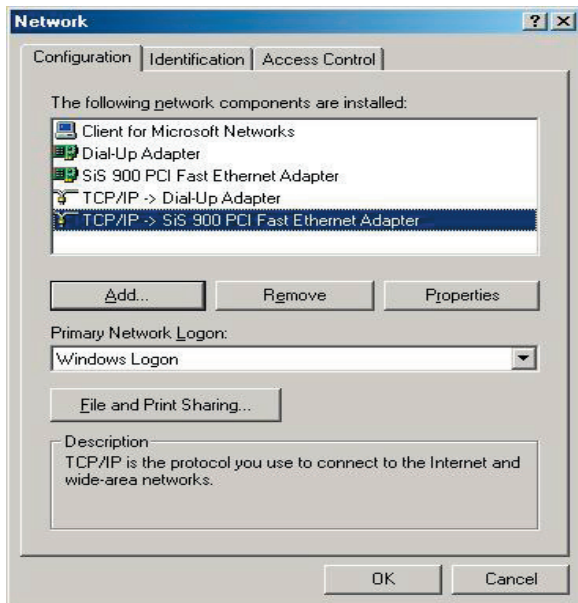 Network
?
Configuration
Identification
Access Control
The following network components are installed:
Client for Microsoft Networks
Dial-Up Adapter
SiS 900 PCI Fast Ethernet Adapter
TCP/IP -> Dial-Up Adapter
TCP/IP -> SiS 900 PCI Fast Ethernet Adapter
Add...
Remove
Properties
Primary Network Logon:
Windows Logon
File and Print Sharing...
Description
TCP/IP is the protocol you use to connect to the Internet and
wide-area networks.
OK
Cancel